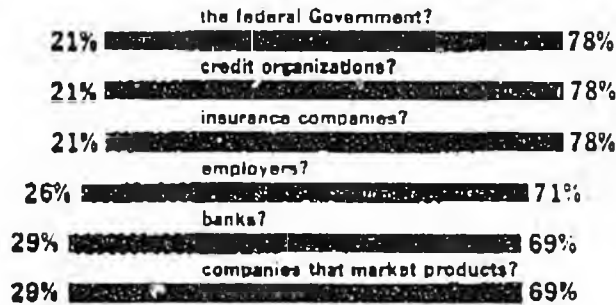 the federal Government?
21% 78%
credit organizations?
21% 78%
insurance companies?
21% 78%
employers?
26% 71%
banks?
29% 69%
companies that market products?
29% 69%